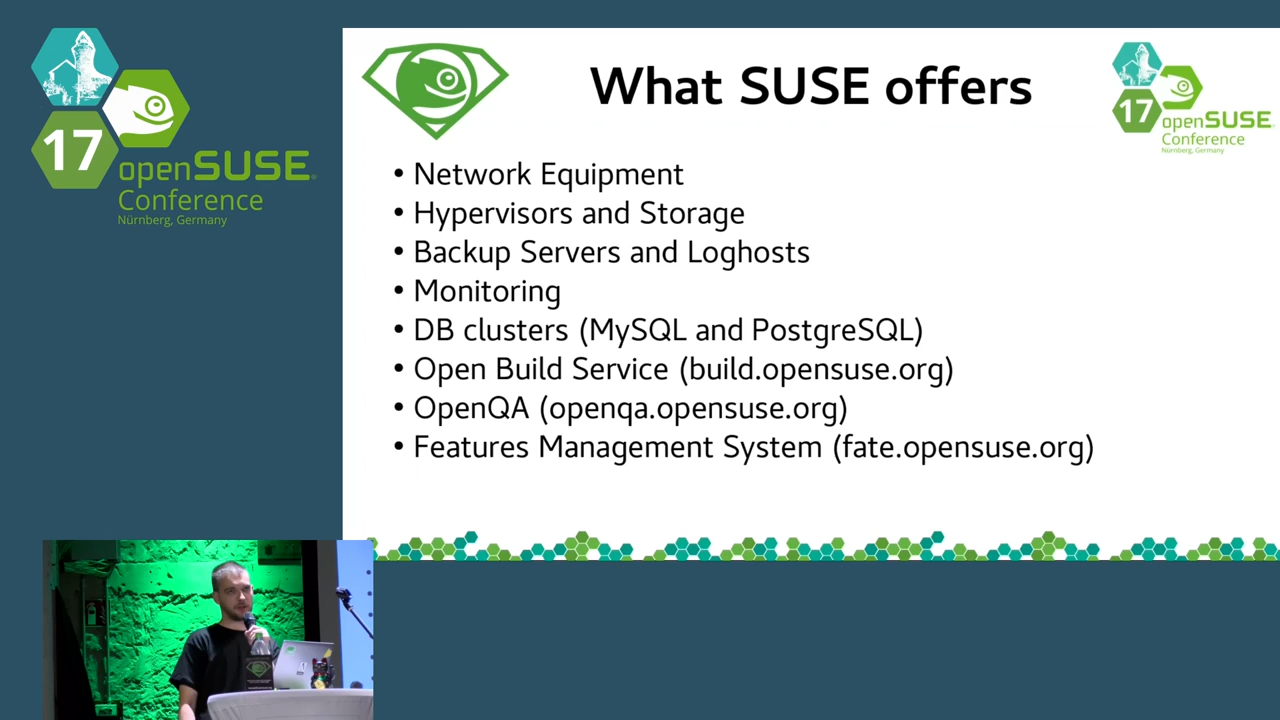 17
openSUSE
Conference
Nürnberg, Germany
What SUSE offers
17
openSUSE
Conference
Nürnberg, Germany
• Network Equipment
• Hypervisors and Storage
• Backup Servers and Loghosts
• Monitoring
• DB clusters (MySQL and PostgreSQL)
• Open Build Service (build.opensuse.org)
• OpenQA (openqa.opensuse.org)
• Features Management System (fate.opensuse.org)